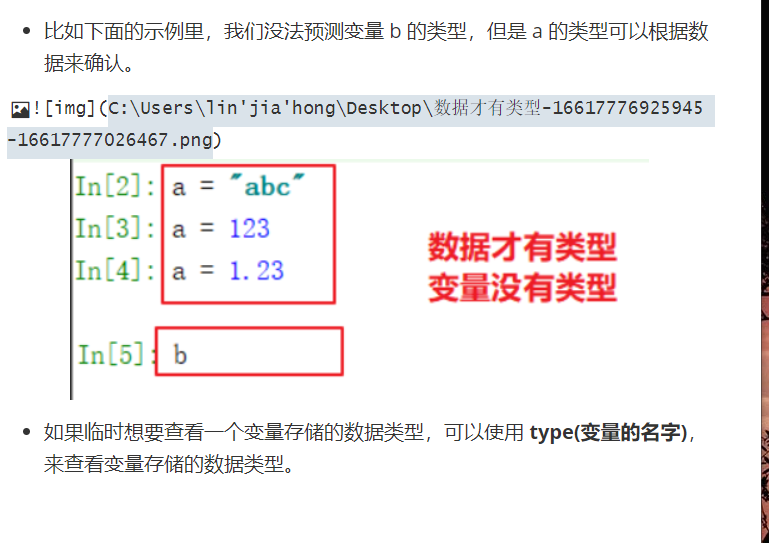 比如下面的示例里，我们没法预测变量 b 的类型，但是 a 的类型可以根据数
据来确认。
![img](C:\Users\lin'jia'hong\Desktop\数据才有类型-16617776925945
-16617777026467.png)
In[2]: a = "abc"
In[3]: a = 123
In[4]: a = 1.23
数据才有类型
变量没有类型
In[5]: b
如果临时想要查看一个变量存储的数据类型，可以使用 type(变量的名字)，
来查看变量存储的数据类型。